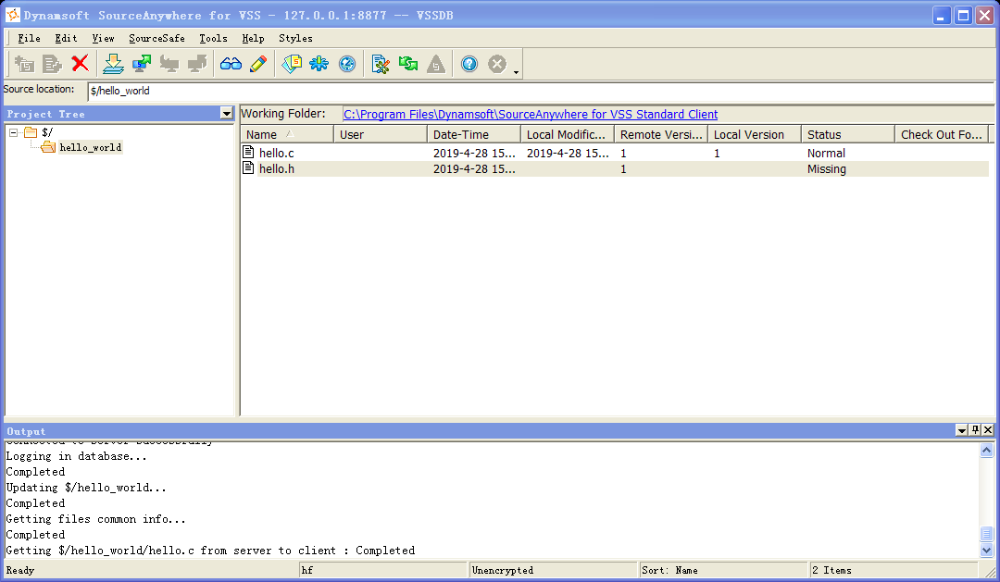 Dynamsoft SourceAnywhere for VSS - 127.0.0.1:8877 -- VSSDB
File Edit View SourceSafe Tools Help Styles
Source location: $/hello_world
Project Tree
$/
hello_world
Working Folder: C:\Program Files\Dynamsoft\SourceAnywhere for VSS Standard Client
Name User Date-Time Local Modific... Remote Versi... Local Version Status Check Out Fo...
hello.c 2019-4-28 15... 2019-4-28 15... 1 1 Normal
hello.h 2019-4-28 15... 1 Missing
Output
Connected to server successfully
Logging in database...
Completed
Updating $/hello_world...
Completed
Getting files common info...
Completed
Getting $/hello_world/hello.c from server to client : Completed
Ready hf Unencrypted Sort: Name 2 Items